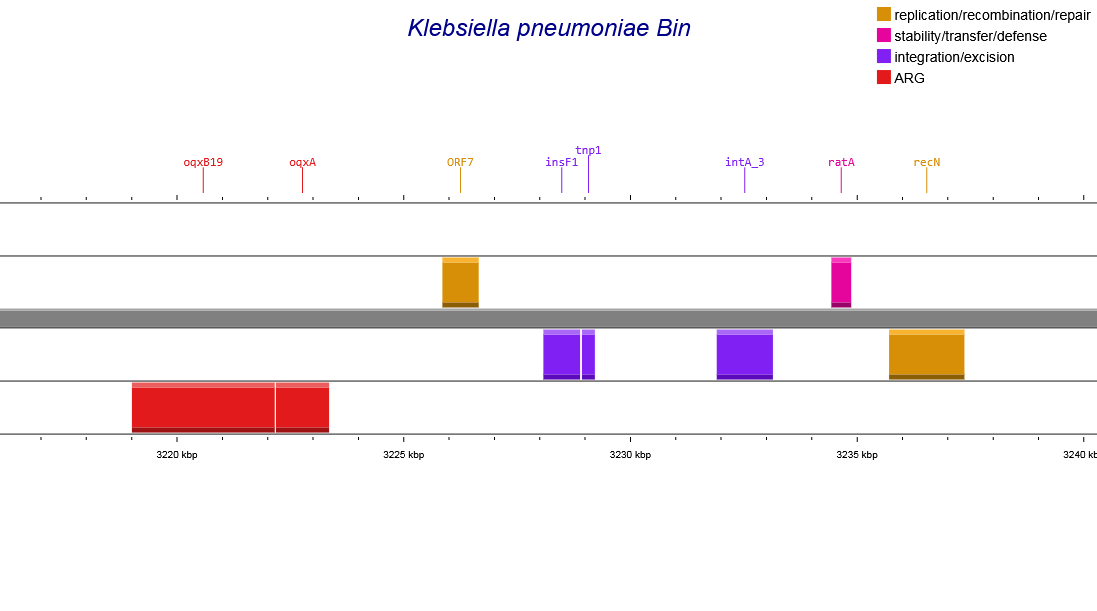 Klebsiella pneumoniae Bin
replication/recombination/repair
stability/transfer/defense
integration/excision
ARG
oqxB19
oqxA
ORF7
insF1
tnp1
intA_3
ratA
recN
3220 kbp
3225 kbp
3230 kbp
3235 kbp
3240 kb